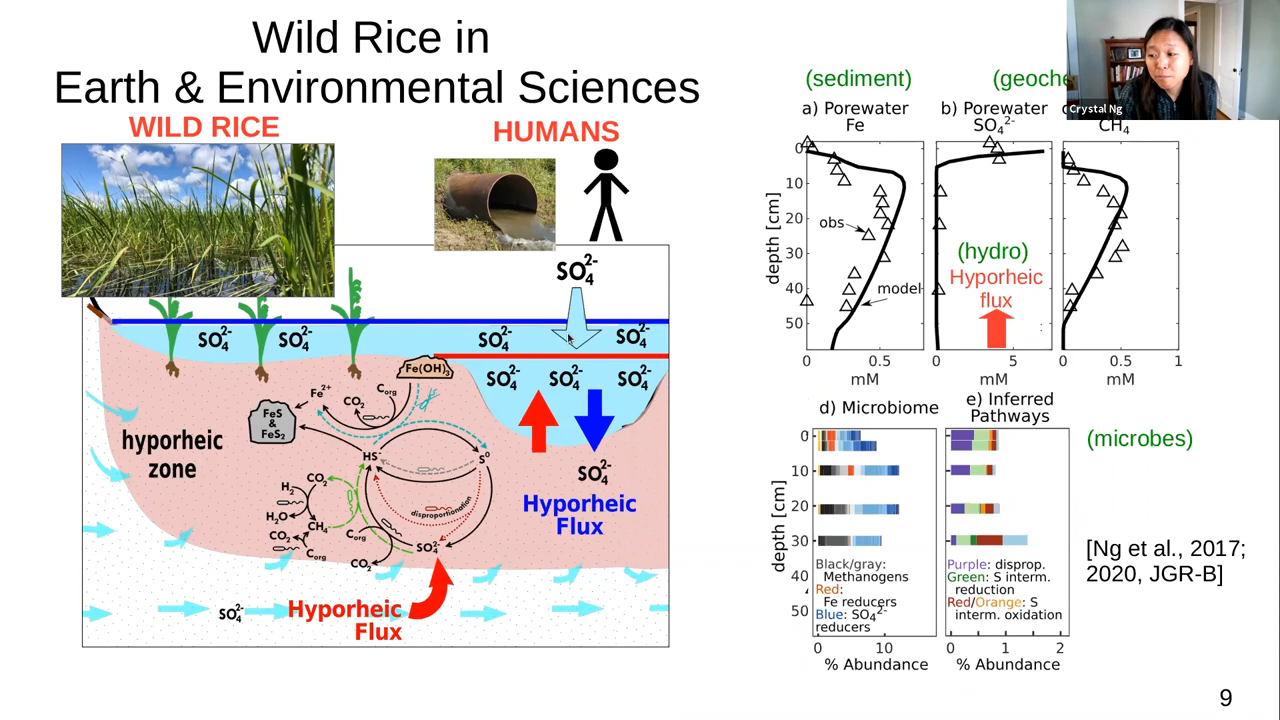 Wild Rice in
Earth & Environmental Sciences
WILD RICE
HUMANS
SO₄²⁻
SO₄²⁻
SO₄²⁻
SO₄²⁻
SO₄²⁻
SO₄²⁻
SO₄²⁻
SO₄²⁻
Fe(OH)₃
Fe²⁺
CO₂
C org
FeS
&
FeS₂
hyporheic
zone
HS⁻
S⁰
SO₄²⁻
Hyporheic
Flux
CO₂
H₂
H₂O
CH₄
CO₂
C org
C org
CO₂
disproportionation
SO₄²⁻
SO₄²⁻
Hyporheic
Flux
(sediment)
(geoche
Crystal Ng
a) Porewater
Fe
b) Porewater
SO₄²⁻
CH₄
depth [cm]
0
10
20
30
40
50
obs
model
(hydro)
Hyporheic
flux
0
0.5
mM
0
5
mM
0
0.5
1
mM
d) Microbiome
e) Inferred
Pathways
(microbes)
depth [cm]
0
10
20
30
40
50
Black/gray:
Methanogens
Red:
Fe reducers
Blue: SO₄²⁻
reducers
Purple: disprop.
Green: S interm.
reduction
Red/Orange: S
interm. oxidation
0
10
% Abundance
0
1
2
% Abundance
[Ng et al., 2017;
2020, JGR-B]
9